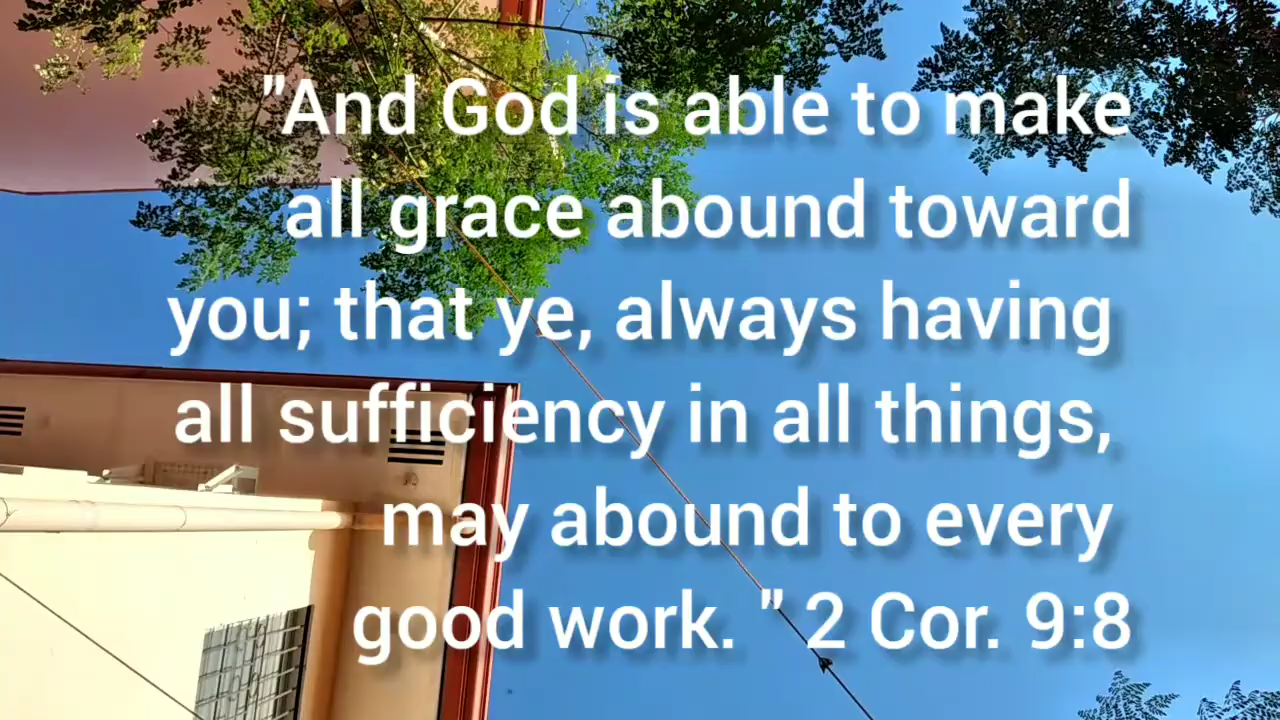 "And God is able to make
all grace abound toward
you; that ye, always having
all sufficiency in all things,
may abound to every
good work. " 2 Cor. 9:8